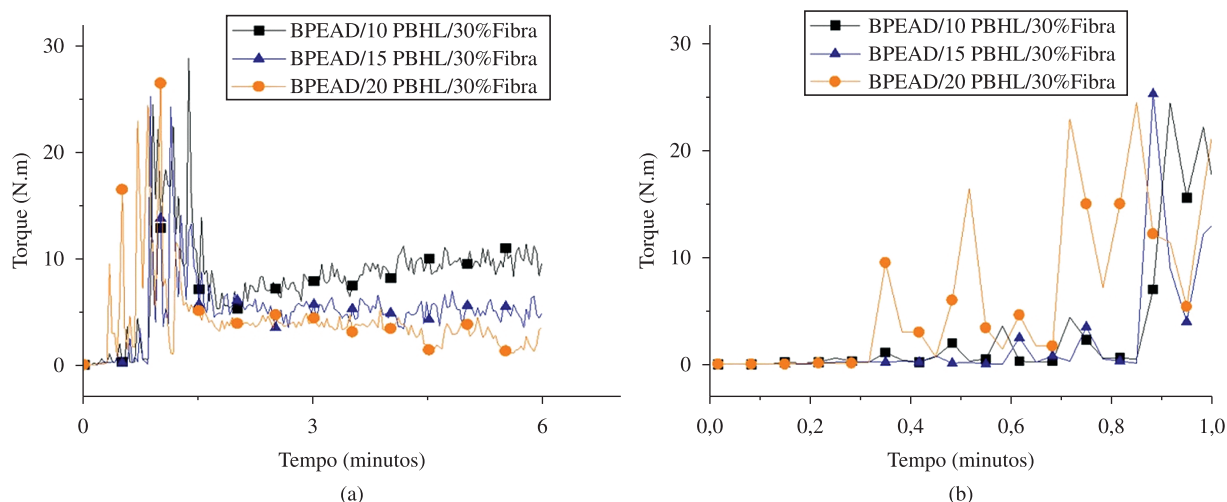 BPEAD/10 PBHL/30%Fibra
BPEAD/15 PBHL/30%Fibra
BPEAD/20 PBHL/30%Fibra
30
20
10
0
Torque (N.m)
0
3
6
Tempo (minutos)
(a)
BPEAD/10 PBHL/30%Fibra
BPEAD/15 PBHL/30%Fibra
BPEAD/20 PBHL/30%Fibra
30
20
10
0
Torque (N.m)
0,0
0,2
0,4
0,6
0,8
1,0
Tempo (minutos)
(b)